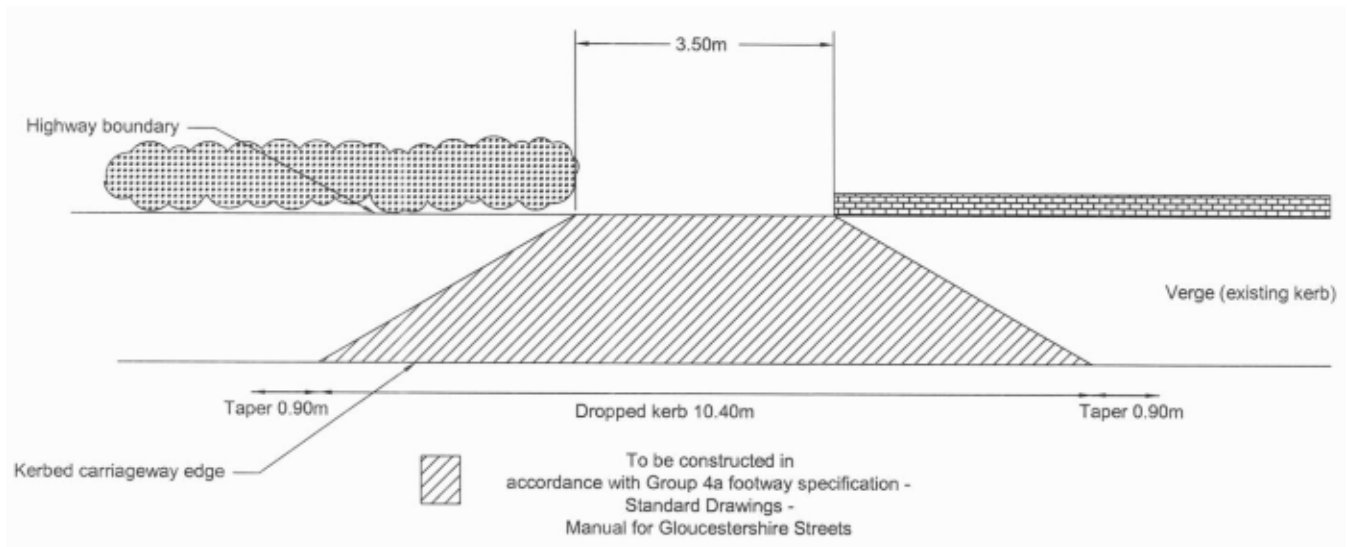 3.50m
Highway boundary
Verge (existing kerb)
Taper 0.90m
Dropped kerb 10.40m
Taper 0.90m
Kerbed carriageway edge
To be constructed in
accordance with Group 4a footway specification -
Standard Drawings -
Manual for Gloucestershire Streets